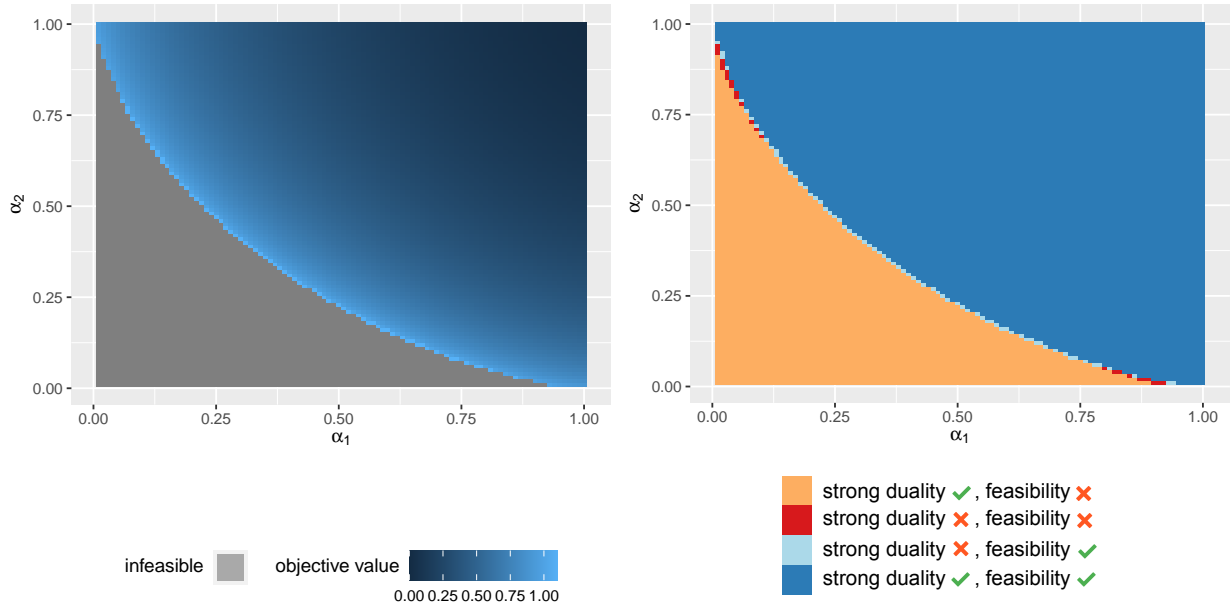 1.00
0.75
0.50
0.25
0.00
α2
0.00 0.25 0.50 0.75 1.00
α1
infeasible objective value
0.00 0.25 0.50 0.75 1.00
1.00
0.75
0.50
0.25
0.00
α2
0.00 0.25 0.50 0.75 1.00
α1
strong duality ✓, feasibility ✗
strong duality ✗, feasibility ✗
strong duality ✗, feasibility ✓
strong duality ✓, feasibility ✓